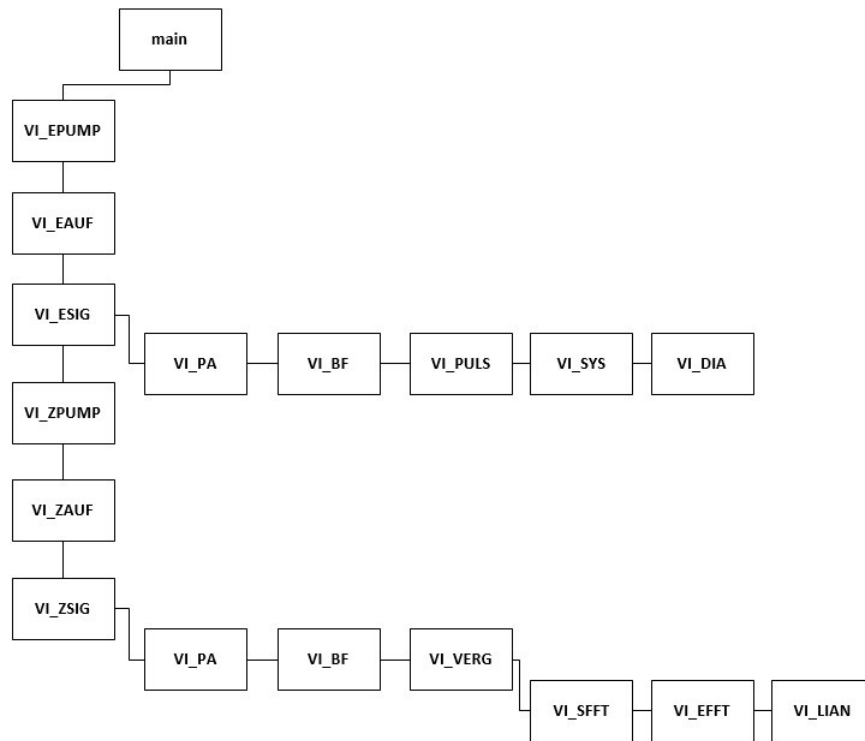 main
VI_EPUMP
VI_EAUF
VI_ESIG
VI_PA
VI_BF
VI_PULS
VI_SYS
VI_DIA
VI_ZPUMP
VI_ZAUF
VI_ZSIG
VI_PA
VI_BF
VI_VERG
VI_SFFT
VI_EFFT
VI_LIAN